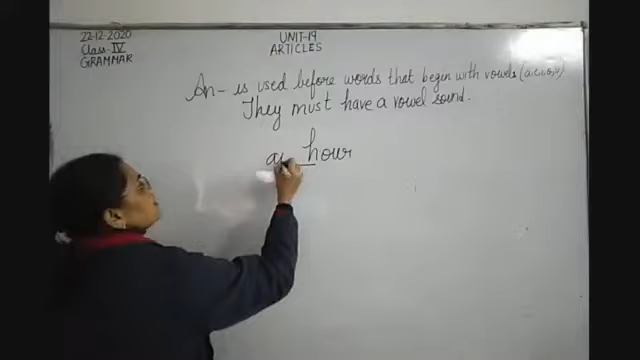 22-12-2020
Class-IV
GRAMMAR
UNIT-19
ARTICLES
An- is used before words that begin with vowels (a,e,i,o,u)
They must have a vowel sound.
hour